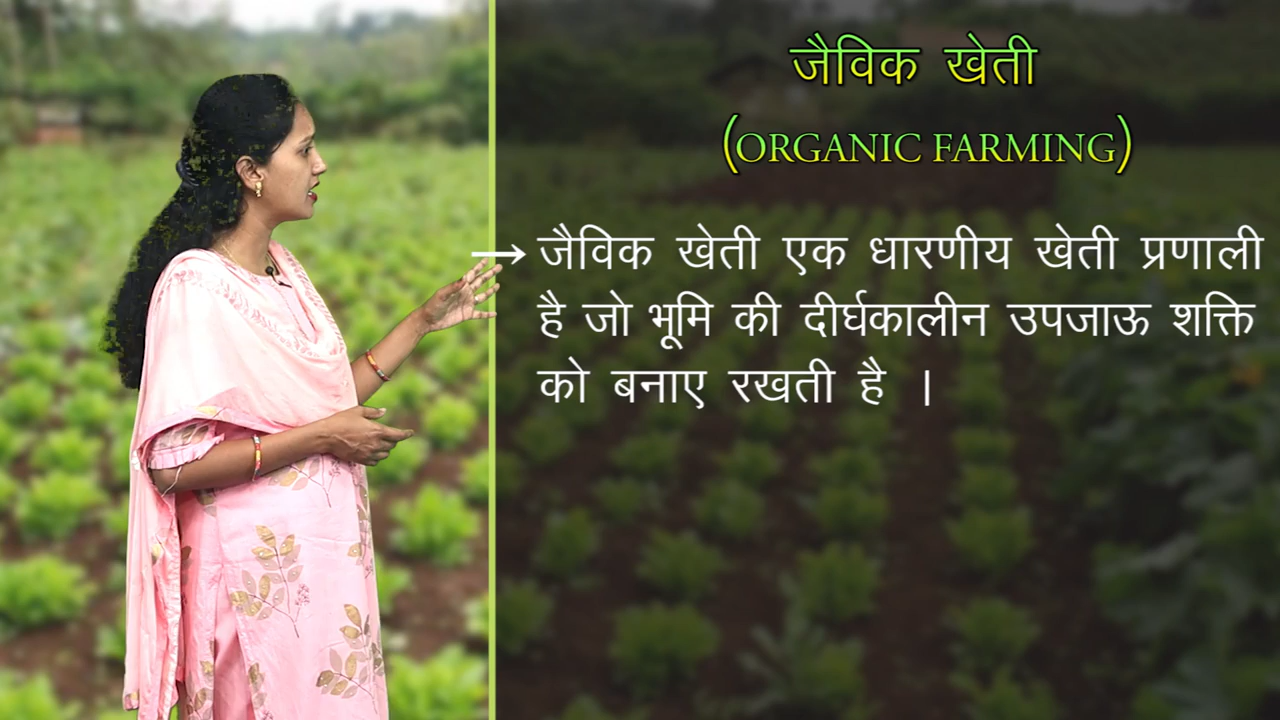 जैविक खेती
(ORGANIC FARMING)
→ जैविक खेती एक धारणीय खेती प्रणाली
है जो भूमि की दीर्घकालीन उपजाऊ शक्ति
को बनाए रखती है ।